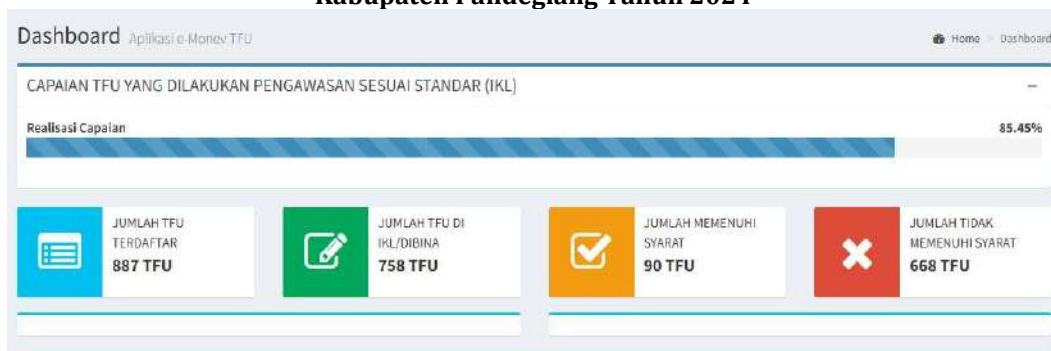 Kabupaten Pandeglang Tahun 2024
Dashboard Aplikasi e-Monev TFU
Home > Dashboard
CAPAIAN TFU YANG DILAKUKAN PENGAWASAN SESUAI STANDAR (IKL)
Realisasi Capaian
85.45%
JUMLAH TFU
TERDAFTAR
887 TFU
JUMLAH TFU DI
IKL/DIBINA
758 TFU
JUMLAH MEMENUHI
SYARAT
90 TFU
JUMLAH TIDAK
MEMENUHI SYARAT
668 TFU